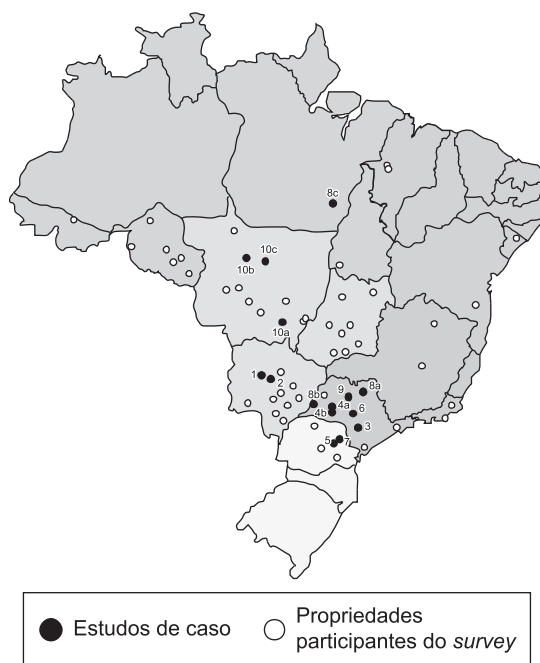 8c
10c
10b
10a
1
2
8b
9
8a
4a
4b
6
3
5
7
Estudos de caso
Propriedades
participantes do survey